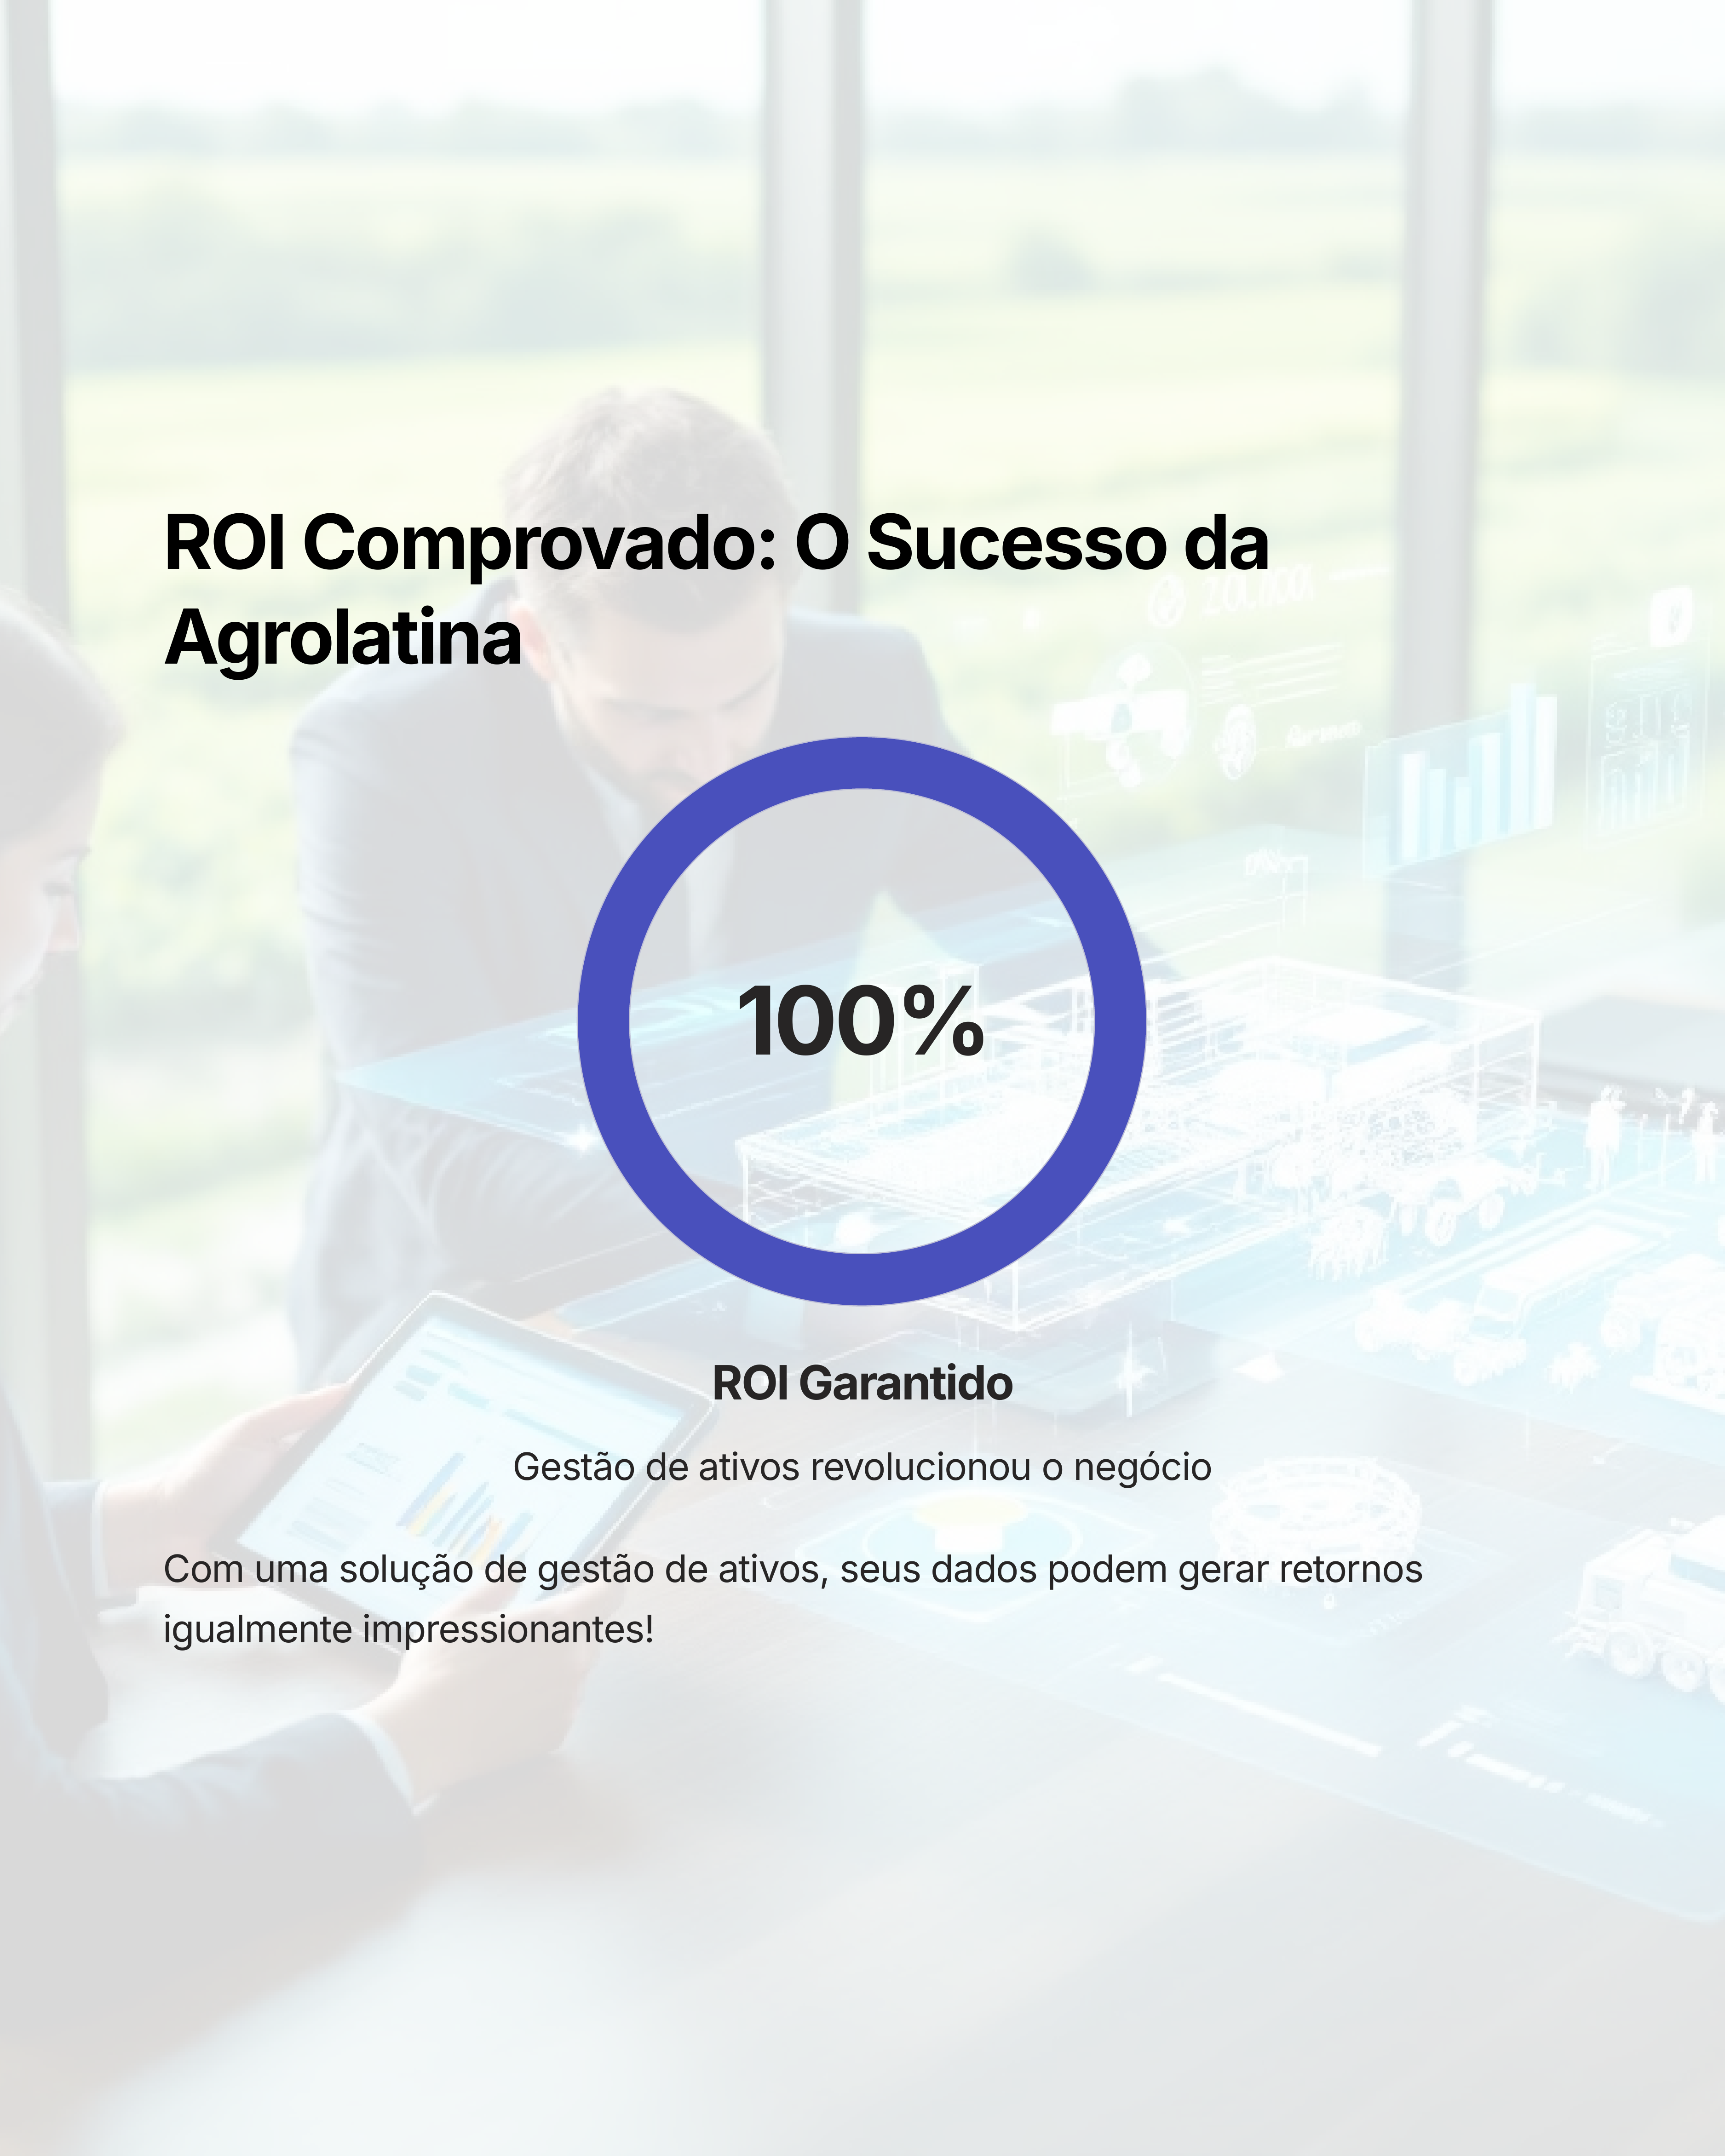 ROI Comprovado: O Sucesso da
Agrolatina
100%
ROI Garantido
Gestão de ativos revolucionou o negócio
Com uma solução de gestão de ativos, seus dados podem gerar retornos
igualmente impressionantes!